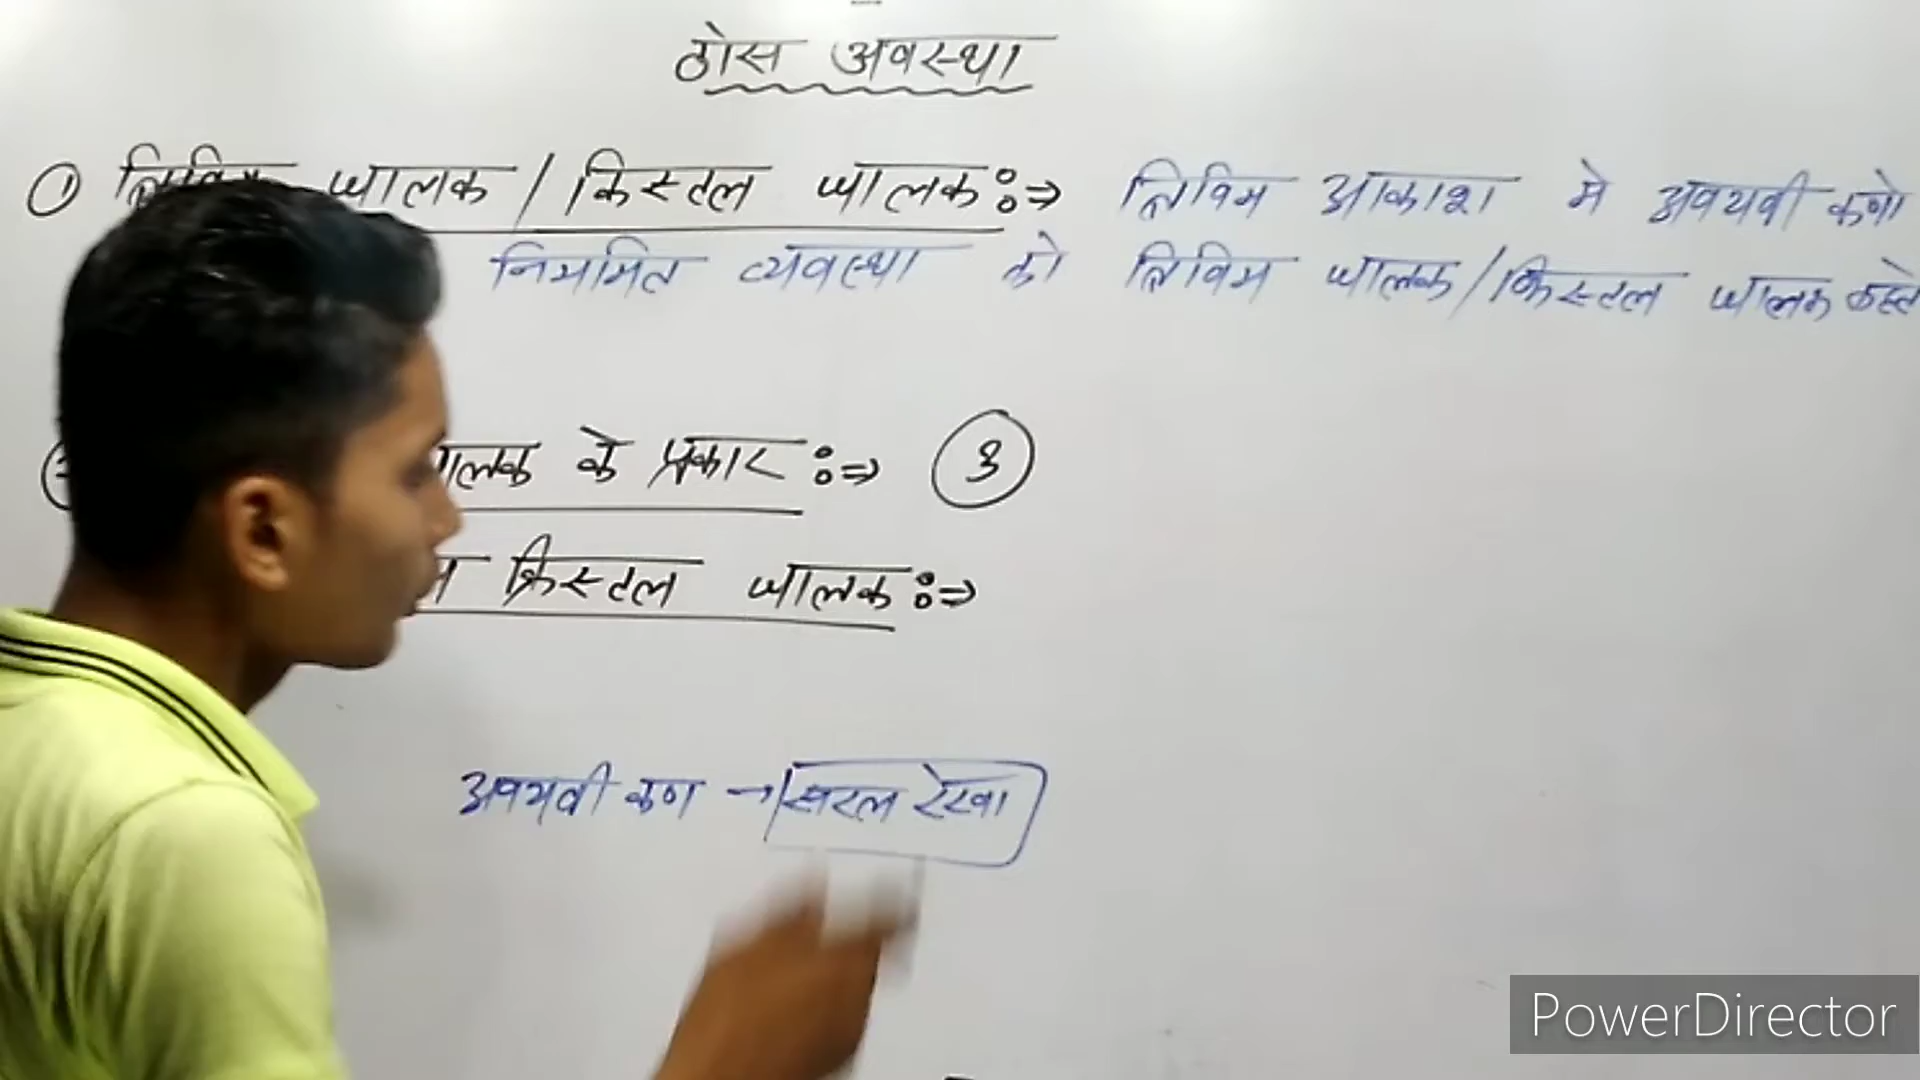 ठोस अवस्था
① त्रिविम जालक / क्रिस्टल जालक :⇒ त्रिविम आकाश मे अवयवी कणो
नियमित व्यवस्था को त्रिविम जालक / क्रिस्टल जालक कहते
जालक के प्रकार :⇒ ③
क्रिस्टल जालक :⇒
अवयवी कण → सरल रेखा
PowerDirector